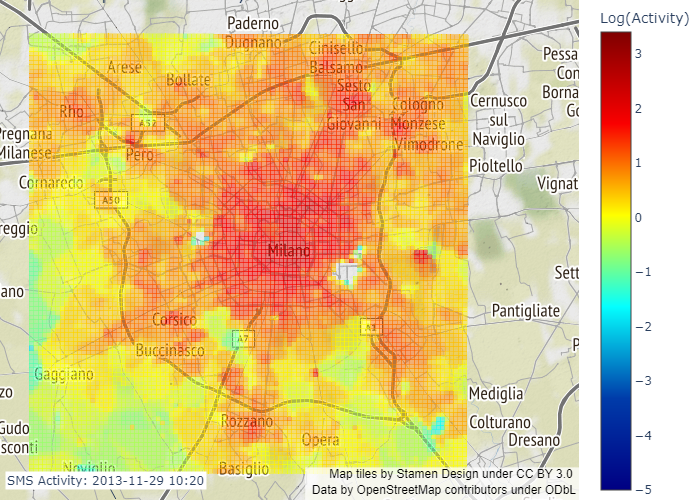 Paderno
Dugnano
Cinisello
Balsamo
Arese
Bollate
Sesto
San
Giovanni
Pessa
Con
Borna
Go
Rho
A52
Cologno
Monzese
Cernusco
sul
Naviglio
Pregnana
Milanese
Pero
Vimodrone
Pioltello
Cornaredo
A50
Vignat
reggio
Milano
Sett
ano
Corsico
Pantigliate
A7
Buccinasco
P
Gaggiano
Mediglia
zo
Rozzano
Colturano
Gudo
sconti
Opera
Dresano
Noviglio
Basiglio
SMS Activity: 2013-11-29 10:20
Map tiles by Stamen Design under CC BY 3.0
Data by OpenStreetMap contributors under ODbL
Log(Activity)
3
2
1
0
−1
−2
−3
−4
−5